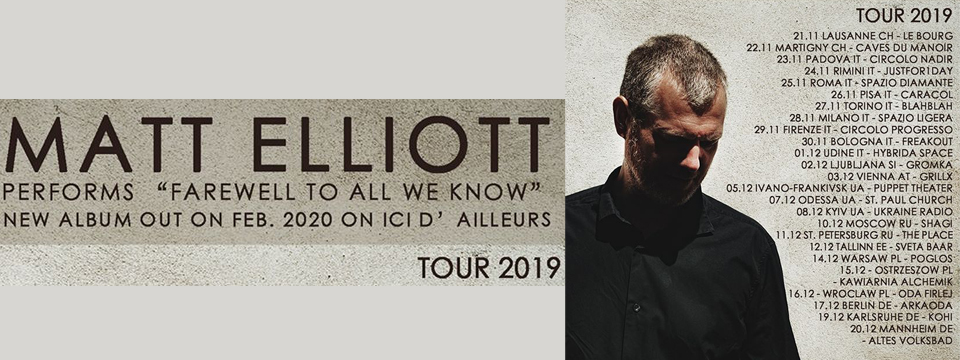 MATT ELLIOTT
PERFORMS “FAREWELL TO ALL WE KNOW”
NEW ALBUM OUT ON FEB. 2020 ON ICI D’ AILLEURS
TOUR 2019
TOUR 2019
21.11 LAUSANNE CH - LE BOURG
22.11 MARTIGNY CH - CAVES DU MANOIR
23.11 PADOVA IT - CIRCOLO NADIR
24.11 RIMINI IT - JUSTFOR1DAY
25.11 ROMA IT - SPAZIO DIAMANTE
26.11 PISA IT - CARACOL
27.11 TORINO IT - BLAHBLAH
28.11 MILANO IT - SPAZIO LIGERA
29.11 FIRENZE IT - CIRCOLO PROGRESSO
30.11 BOLOGNA IT - FREAKOUT
01.12 UDINE IT - HYBRIDA SPACE
02.12 LJUBLJANA SI - GROMKA
03.12 VIENNA AT - GRILLX
05.12 IVANO-FRANKIVSK UA - PUPPET THEATER
07.12 ODESSA UA - ST. PAUL CHURCH
08.12 KYIV UA - UKRAINE RADIO
10.12 MOSCOW RU - SHAGI
11.12 ST. PETERSBURG RU - THE PLACE
12.12 TALLINN EE - SVETA BAAR
14.12 WARSAW PL - POGLOS
15.12 - OSTRZESZOW PL
- KAWIARNIA ALCHEMIK
16.12 - WROCLAW PL - ODA FIRLEJ
17.12 BERLIN DE - ARKAODA
19.12 KARLSRUHE DE - KOHI
20.12 MANNHEIM DE
- ALTES VOLKSBAD